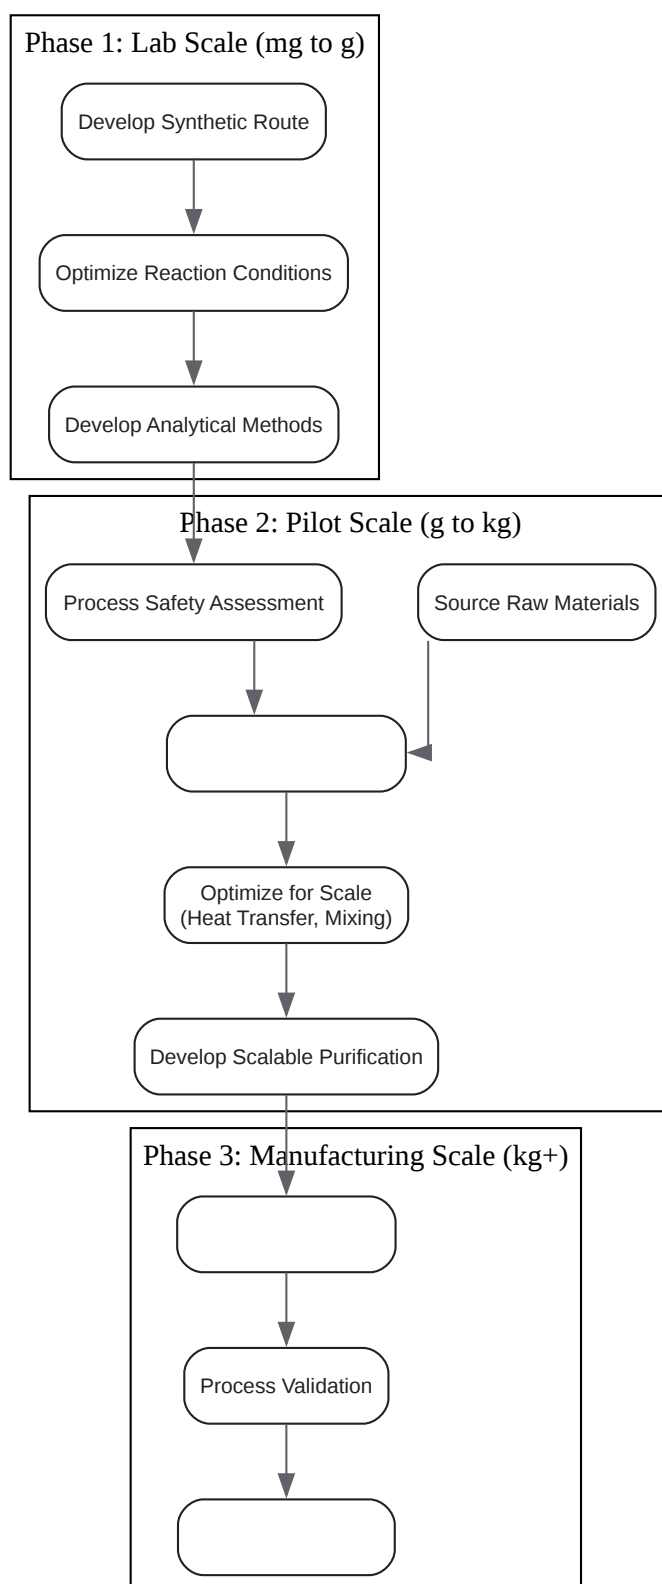 Phase 1: Lab Scale (mg to g)
Develop Synthetic Route
Optimize Reaction Conditions
Develop Analytical Methods
Phase 2: Pilot Scale (g to kg)
Process Safety Assessment
Source Raw Materials
Optimize for Scale
(Heat Transfer, Mixing)
Develop Scalable Purification
Phase 3: Manufacturing Scale (kg+)
Process Validation